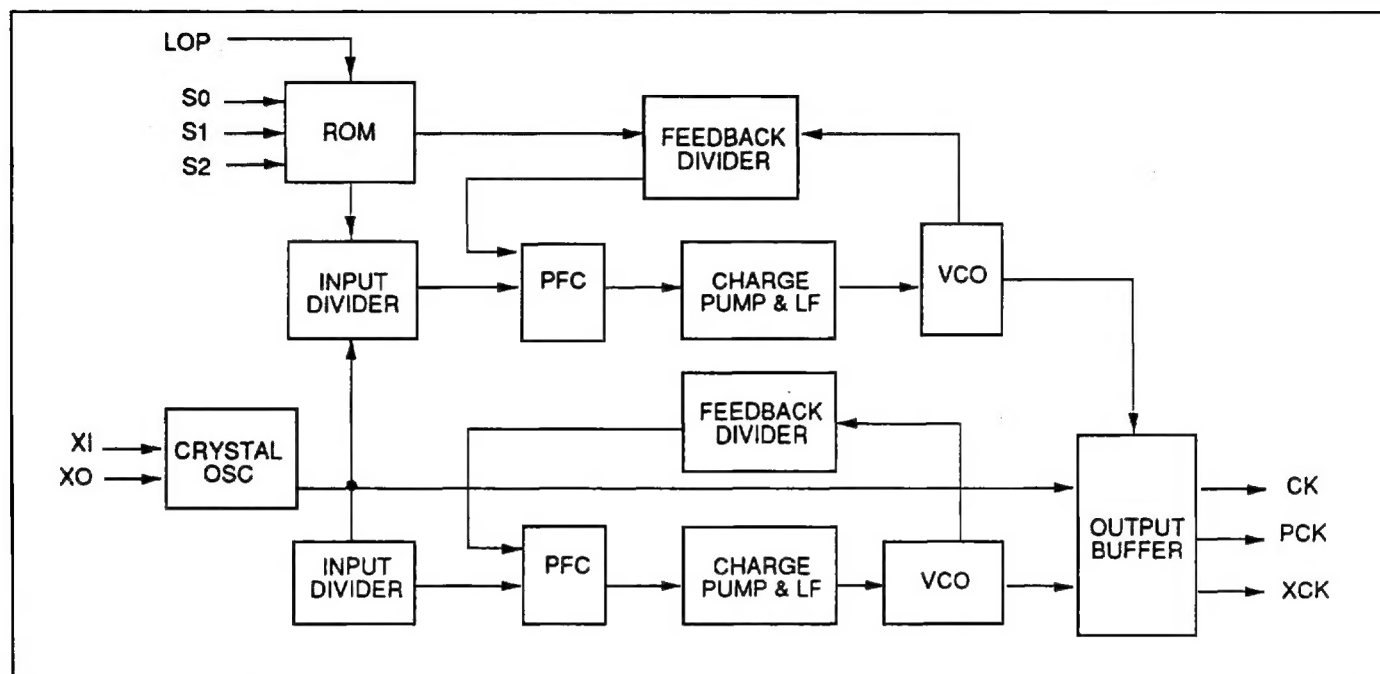 LOP
S0
S1
S2
ROM
FEEDBACK
DIVIDER
INPUT
DIVIDER
PFC
CHARGE
PUMP & LF
VCO
FEEDBACK
DIVIDER
XI
XO
CRYSTAL
OSC
INPUT
DIVIDER
PFC
CHARGE
PUMP & LF
VCO
OUTPUT
BUFFER
CK
PCK
XCK